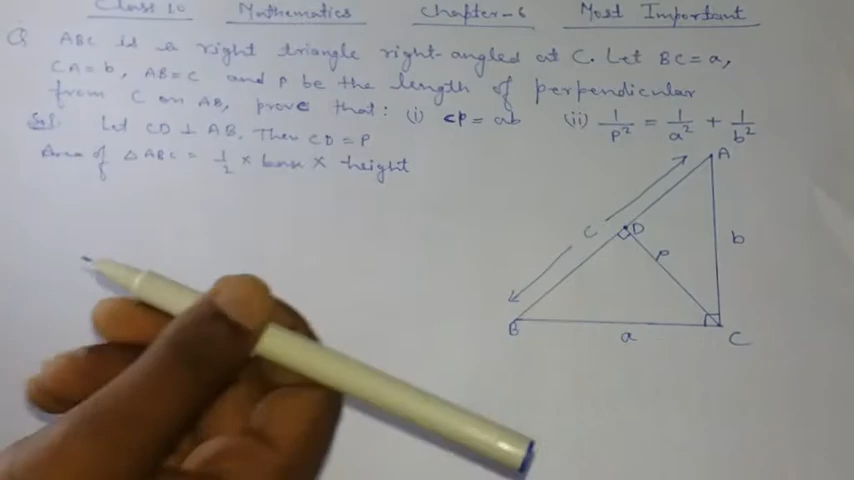 Class 10 Mathematics Chapter-6 Most Important
Q ABC is a right triangle right-angled at C. Let BC = a,
CA = b, AB = c and p be the length of perpendicular
from C on AB, prove that: (i) cp = ab (ii) 1/p² = 1/a² + 1/b²
Sol Let CD ⊥ AB. Then CD = p
Area of △ ABC = 1/2 × base × height
A
c
D
b
p
B
a
C